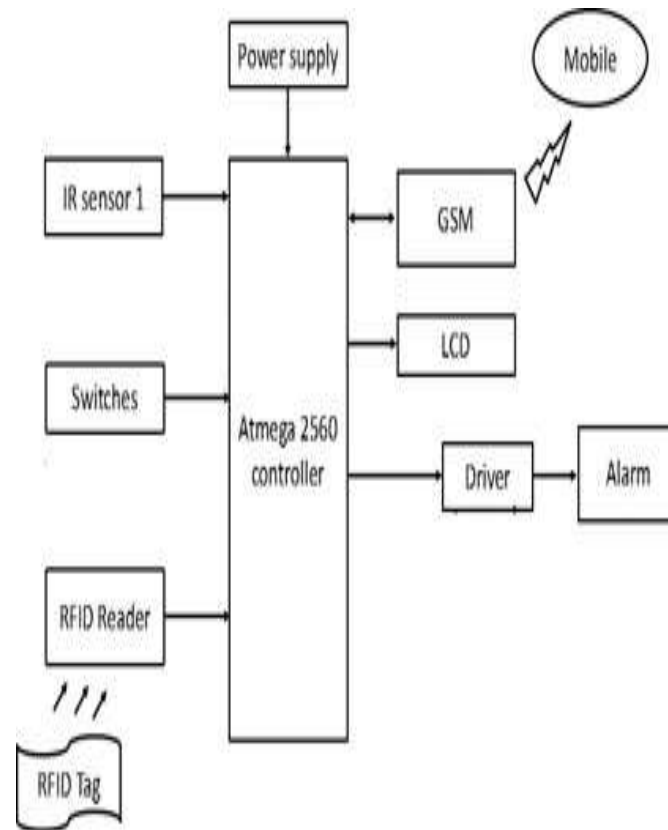 Power supply
Mobile
IR sensor 1
GSM
LCD
Switches
Atmega 2560
controller
Driver
Alarm
RFID Reader
RFID Tag